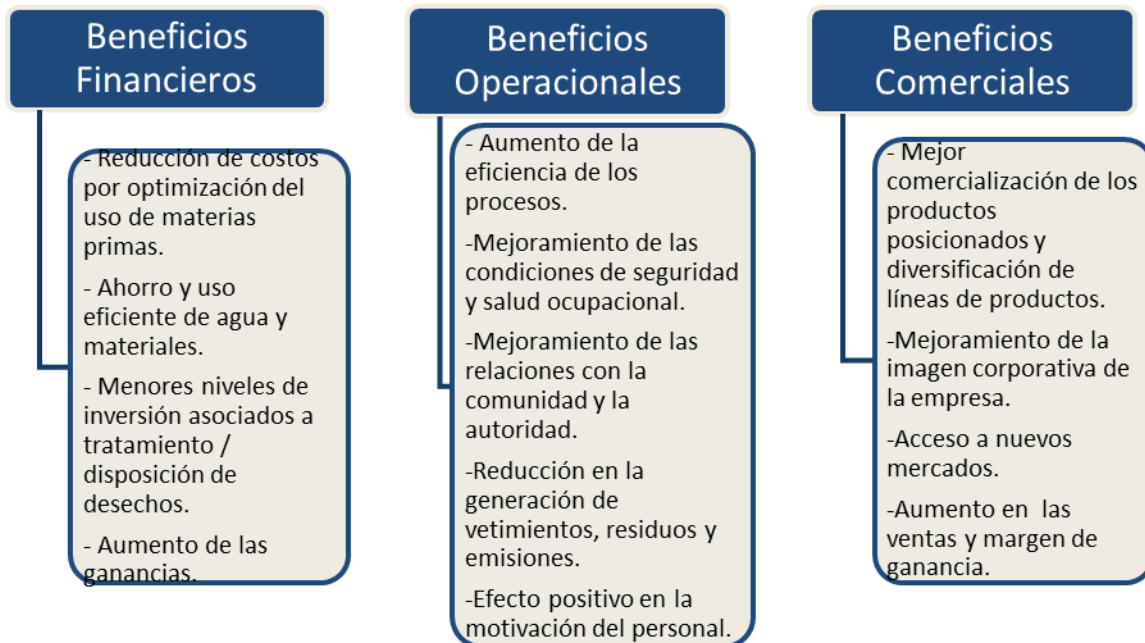 Beneficios
Financieros
- Reducción de costos
por optimización del
uso de materias
primas.
- Ahorro y uso
eficiente de agua y
materiales.
- Menores niveles de
inversión asociados a
tratamiento /
disposición de
desechos.
- Aumento de las
ganancias.
Beneficios
Operacionales
- Aumento de la
eficiencia de los
procesos.
-Mejoramiento de las
condiciones de seguridad
y salud ocupacional.
-Mejoramiento de las
relaciones con la
comunidad y la
autoridad.
-Reducción en la
generación de
vetimientos, residuos y
emisiones.
-Efecto positivo en la
motivación del personal.
Beneficios
Comerciales
- Mejor
comercialización de los
productos
posicionados y
diversificación de
líneas de productos.
-Mejoramiento de la
imagen corporativa de
la empresa.
-Acceso a nuevos
mercados.
-Aumento en  las
ventas y margen de
ganancia.